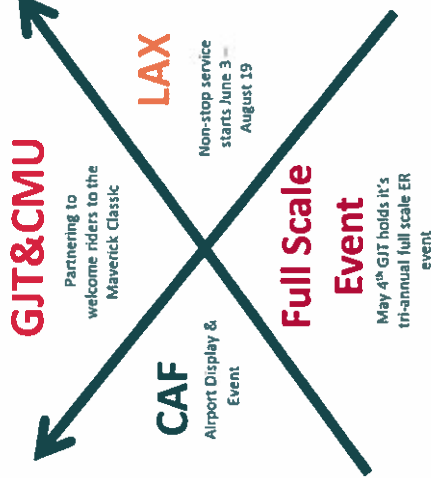 GJT&CMU
Partnering to
welcome riders to the
Maverick Classic
CAF
Airport Display &
Event
LAX
Non-stop service
starts June 3 –
August 19
Full Scale
Event
May 4th GJT holds it's
tri-annual full scale ER
event